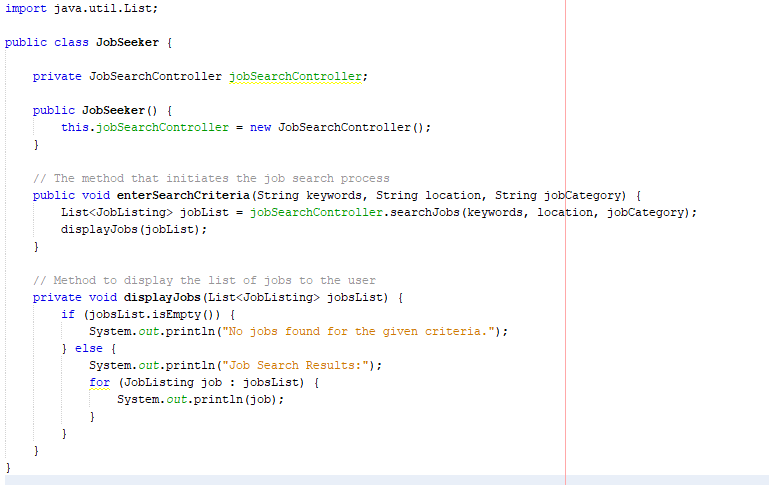 import java.util.List;
public class JobSeeker {
private JobSearchController jobSearchController;
public JobSeeker() {
this.jobSearchController = new JobSearchController();
}
// The method that initiates the job search process
public void enterSearchCriteria(String keywords, String location, String jobCategory) {
List<JobListing> jobList = jobSearchController.searchJobs(keywords, location, jobCategory);
displayJobs(jobList);
}
// Method to display the list of jobs to the user
private void displayJobs(List<JobListing> jobsList) {
if (jobsList.isEmpty()) {
System.out.println("No jobs found for the given criteria.");
} else {
System.out.println("Job Search Results:");
for (JobListing job : jobsList) {
System.out.println(job);
}
}
}
}